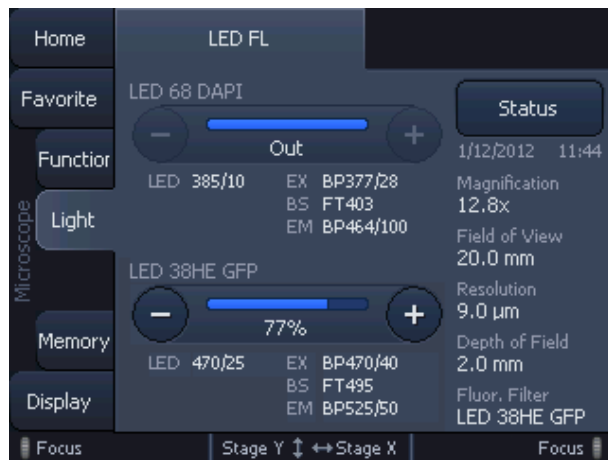 Home
LED FL
Favorite
Function
Microscope
Light
Memory
Display
LED 68 DAPI
−
Out
+
LED 385/10 EX BP377/28
BS FT403
EM BP464/100
LED 38HE GFP
−
77%
+
LED 470/25 EX BP470/40
BS FT495
EM BP525/50
Status
1/12/2012 11:44
Magnification
12.8x
Field of View
20.0 mm
Resolution
9.0 µm
Depth of Field
2.0 mm
Fluor. Filter
LED 38HE GFP
Focus
Stage Y ↕ ↔ Stage X
Focus